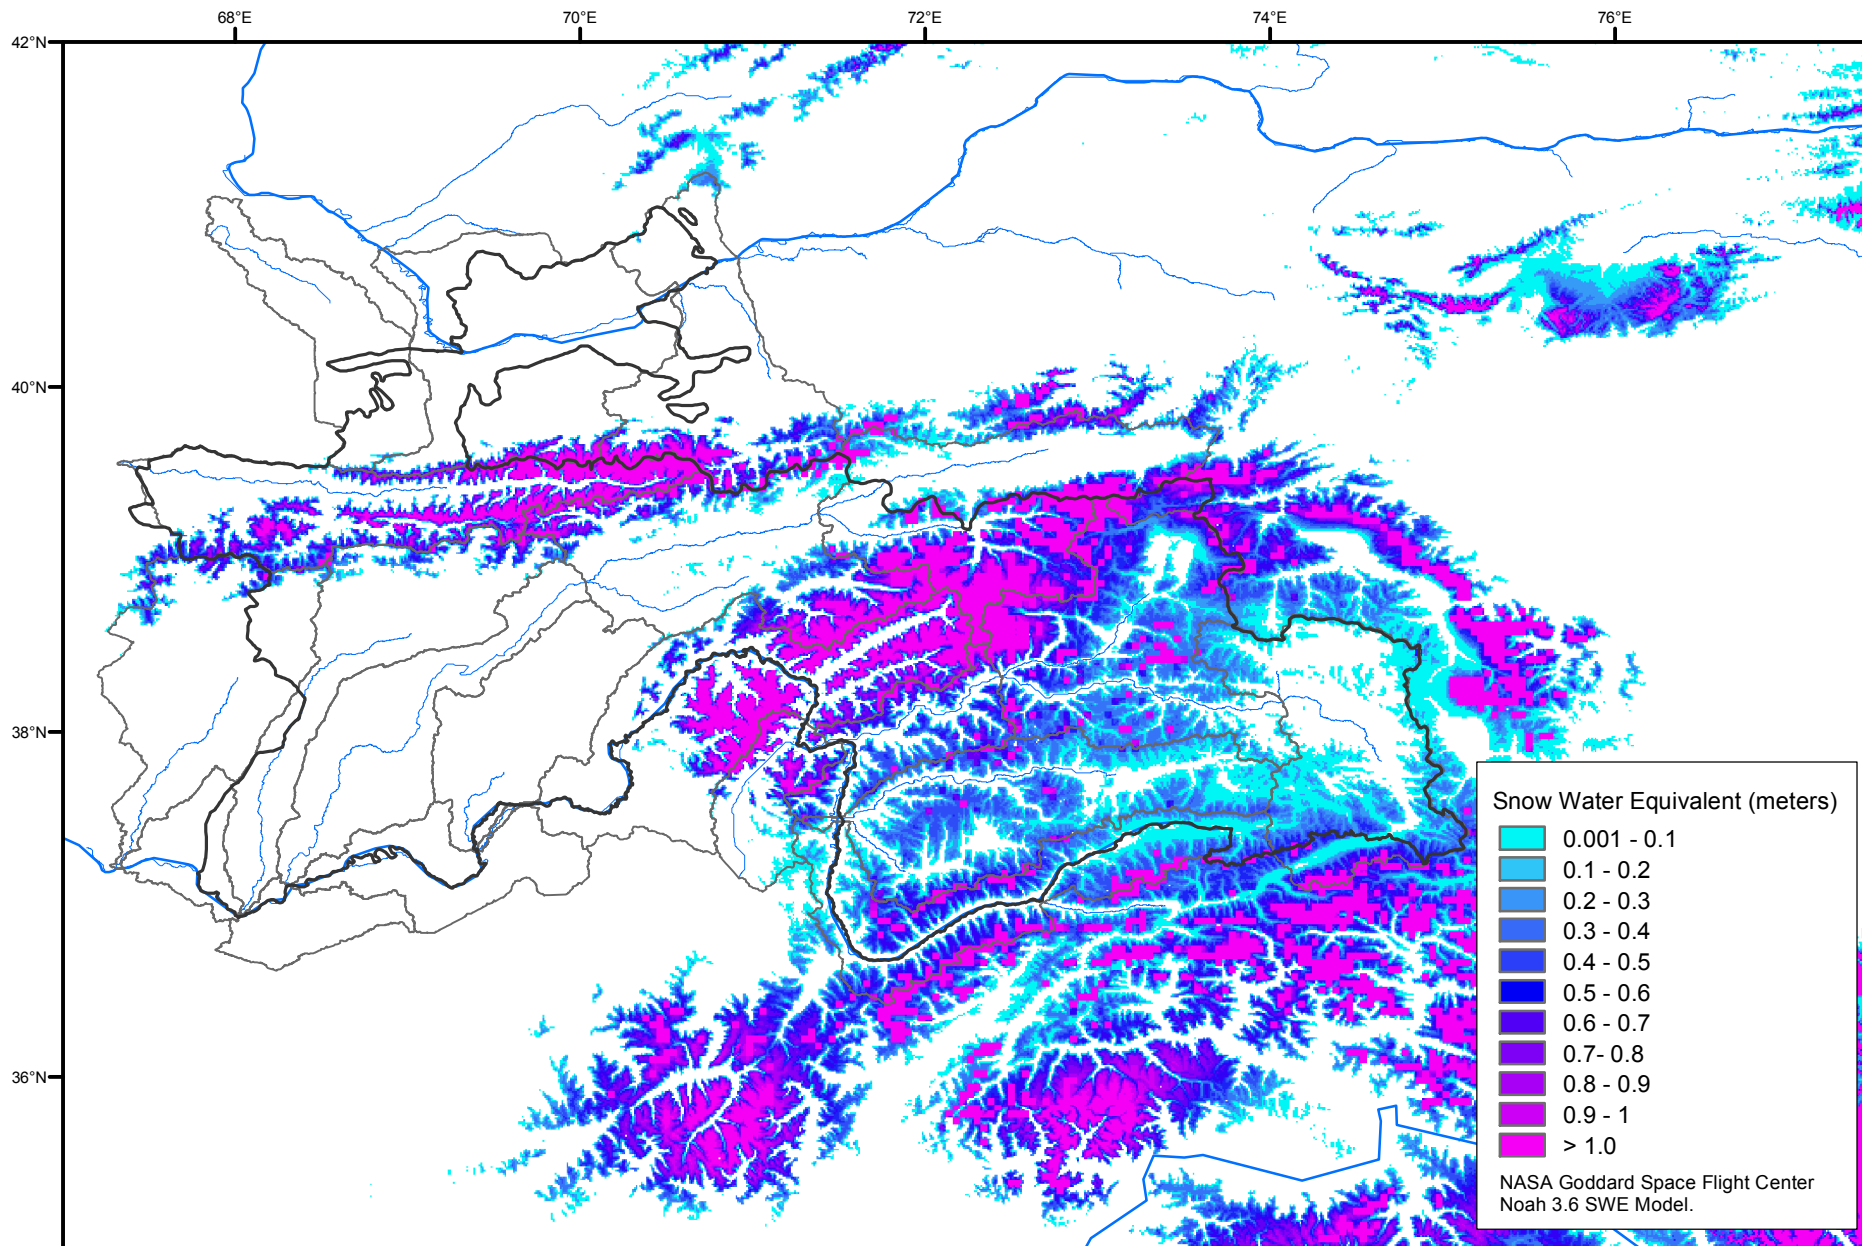 68°E
70°E
72°E
74°E
76°E
42°N
40°N
38°N
36°N
Snow Water Equivalent (meters)
0.001 - 0.1
0.1 - 0.2
0.2 - 0.3
0.3 - 0.4
0.4 - 0.5
0.5 - 0.6
0.6 - 0.7
0.7- 0.8
0.8 - 0.9
0.9 - 1
> 1.0
NASA Goddard Space Flight Center
Noah 3.6 SWE Model.